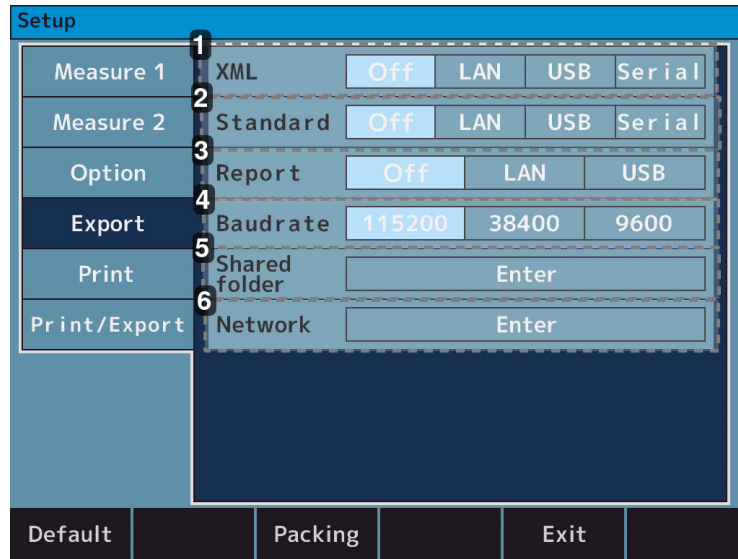 Setup
Measure 1
Measure 2
Option
Export
Print
Print/Export
1
XML Off LAN USB Serial
2
Standard Off LAN USB Serial
3
Report Off LAN USB
4
Baudrate 115200 38400 9600
5
Shared
folder Enter
6
Network Enter
Default Packing Exit